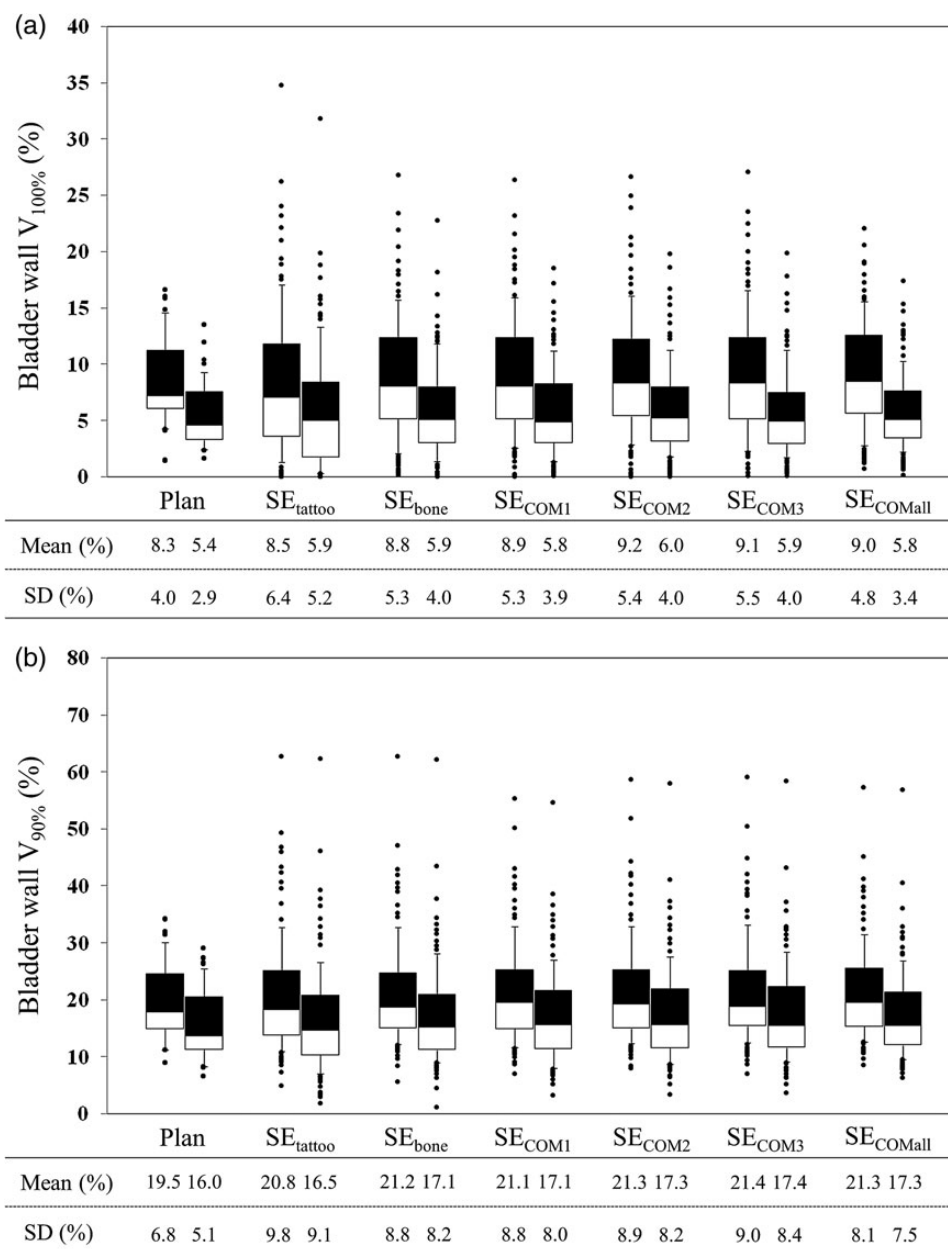 (a)
40
35
30
25
20
15
10
5
0
Bladder wall V100% (%)
Plan SEtattoo SEbone SECOM1 SECOM2 SECOM3 SECOMall
Mean (%) 8.3 5.4 8.5 5.9 8.8 5.9 8.9 5.8 9.2 6.0 9.1 5.9 9.0 5.8
SD (%) 4.0 2.9 6.4 5.2 5.3 4.0 5.3 3.9 5.4 4.0 5.5 4.0 4.8 3.4
(b)
80
70
60
50
40
30
20
10
0
Bladder wall V90% (%)
Plan SEtattoo SEbone SECOM1 SECOM2 SECOM3 SECOMall
Mean (%) 19.5 16.0 20.8 16.5 21.2 17.1 21.1 17.1 21.3 17.3 21.4 17.4 21.3 17.3
SD (%) 6.8 5.1 9.8 9.1 8.8 8.2 8.8 8.0 8.9 8.2 9.0 8.4 8.1 7.5